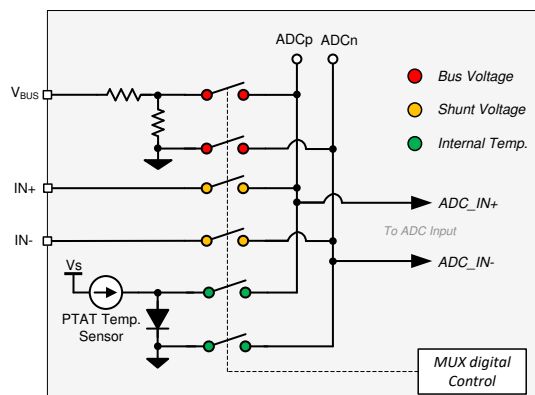 ADCp ADCn
VBUS
Bus Voltage
Shunt Voltage
Internal Temp.
IN+
ADC_IN+
To ADC Input
IN-
ADC_IN-
Vs
PTAT Temp.
Sensor
MUX digital
Control